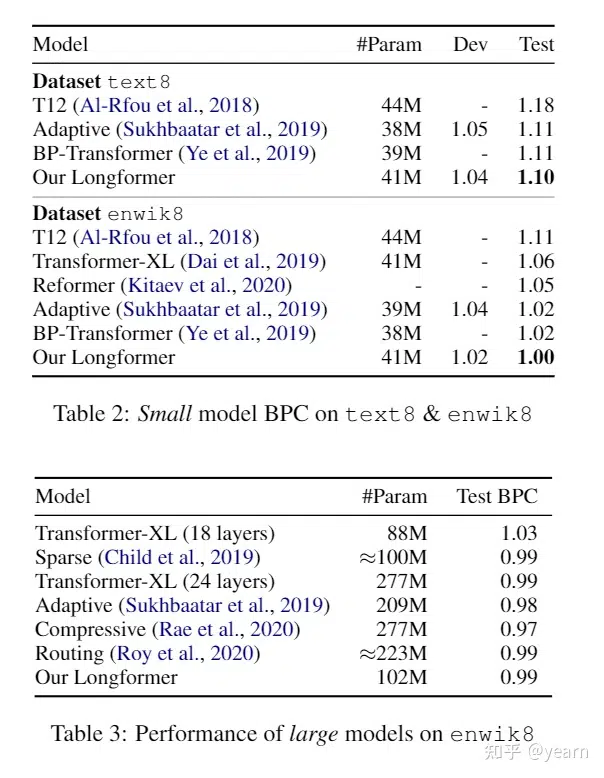 Model #Param Dev Test
Dataset text8
T12 (Al-Rfou et al., 2018) 44M - 1.18
Adaptive (Sukhbaatar et al., 2019) 38M 1.05 1.11
BP-Transformer (Ye et al., 2019) 39M - 1.11
Our Longformer 41M 1.04 1.10
Dataset enwik8
T12 (Al-Rfou et al., 2018) 44M - 1.11
Transformer-XL (Dai et al., 2019) 41M - 1.06
Reformer (Kitaev et al., 2020) - - 1.05
Adaptive (Sukhbaatar et al., 2019) 39M 1.04 1.02
BP-Transformer (Ye et al., 2019) 38M - 1.02
Our Longformer 41M 1.02 1.00
Table 2: Small model BPC on text8 & enwik8
Model #Param Test BPC
Transformer-XL (18 layers) 88M 1.03
Sparse (Child et al., 2019) ≈100M 0.99
Transformer-XL (24 layers) 277M 0.99
Adaptive (Sukhbaatar et al., 2019) 209M 0.98
Compressive (Rae et al., 2020) 277M 0.97
Routing (Roy et al., 2020) ≈223M 0.99
Our Longformer 102M 0.99
Table 3: Performance of large models on enwik8
知乎 @yearn